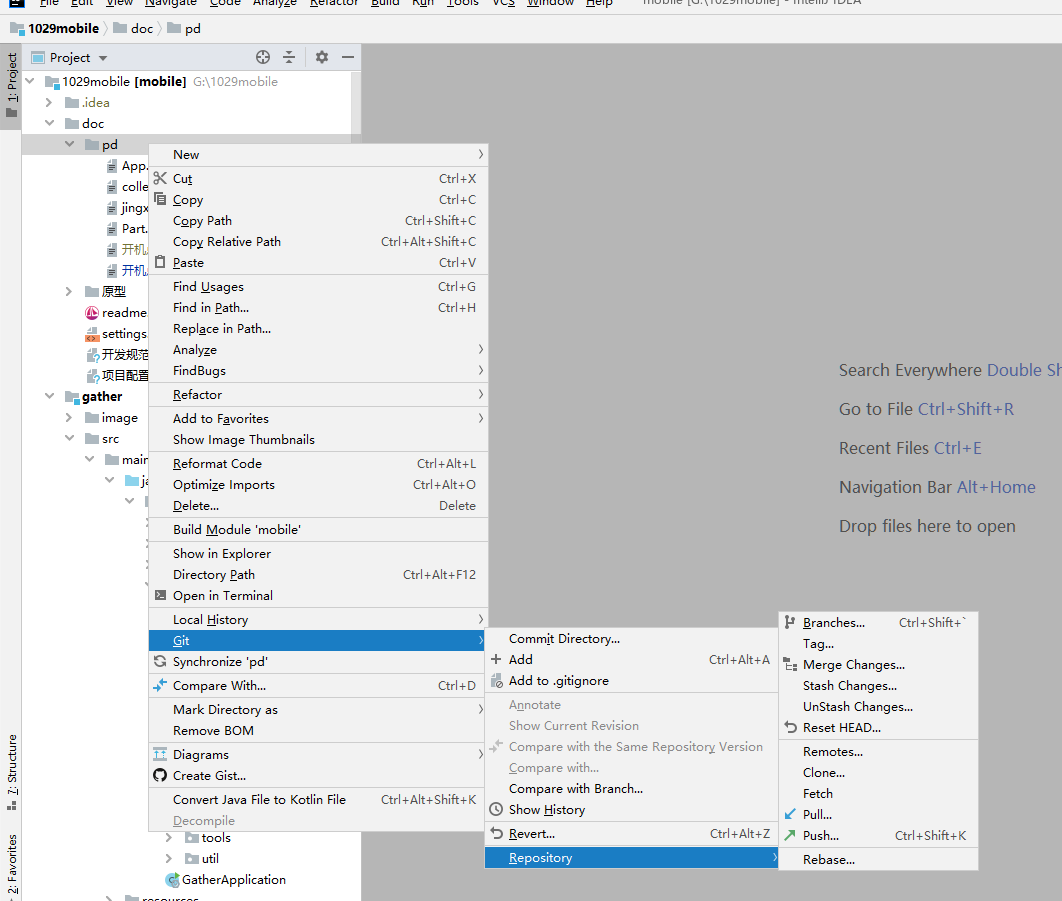 File Edit View Navigate Code Analyze Refactor Build Run Tools VCS Window Help mobile [G:\1029mobile] - IntelliJ IDEA
1029mobile doc pd
1: Project
Project
1029mobile [mobile] G:\1029mobile
.idea
doc
pd
App.
colle
jingx
Part.
开机
开机
原型
readme
settings
开发规范
项目配置
gather
image
src
main
ja
tools
util
GatherApplication
resources
7: Structure
2: Favorites
New
Cut Ctrl+X
Copy Ctrl+C
Copy Path Ctrl+Shift+C
Copy Relative Path Ctrl+Alt+Shift+C
Paste Ctrl+V
Find Usages Ctrl+G
Find in Path... Ctrl+H
Replace in Path...
Analyze
FindBugs
Refactor
Add to Favorites
Show Image Thumbnails
Reformat Code Ctrl+Alt+L
Optimize Imports Ctrl+Alt+O
Delete... Delete
Build Module 'mobile'
Show in Explorer
Directory Path Ctrl+Alt+F12
Open in Terminal
Local History
Git
Synchronize 'pd'
Compare With... Ctrl+D
Mark Directory as
Remove BOM
Diagrams
Create Gist...
Convert Java File to Kotlin File Ctrl+Alt+Shift+K
Decompile
Commit Directory...
Add Ctrl+Alt+A
Add to .gitignore
Annotate
Show Current Revision
Compare with the Same Repository Version
Compare with...
Compare with Branch...
Show History
Revert... Ctrl+Alt+Z
Repository
Branches... Ctrl+Shift+`
Tag...
Merge Changes...
Stash Changes...
UnStash Changes...
Reset HEAD...
Remotes...
Clone...
Fetch
Pull...
Push... Ctrl+Shift+K
Rebase...
Search Everywhere Double Sh
Go to File Ctrl+Shift+R
Recent Files Ctrl+E
Navigation Bar Alt+Home
Drop files here to open